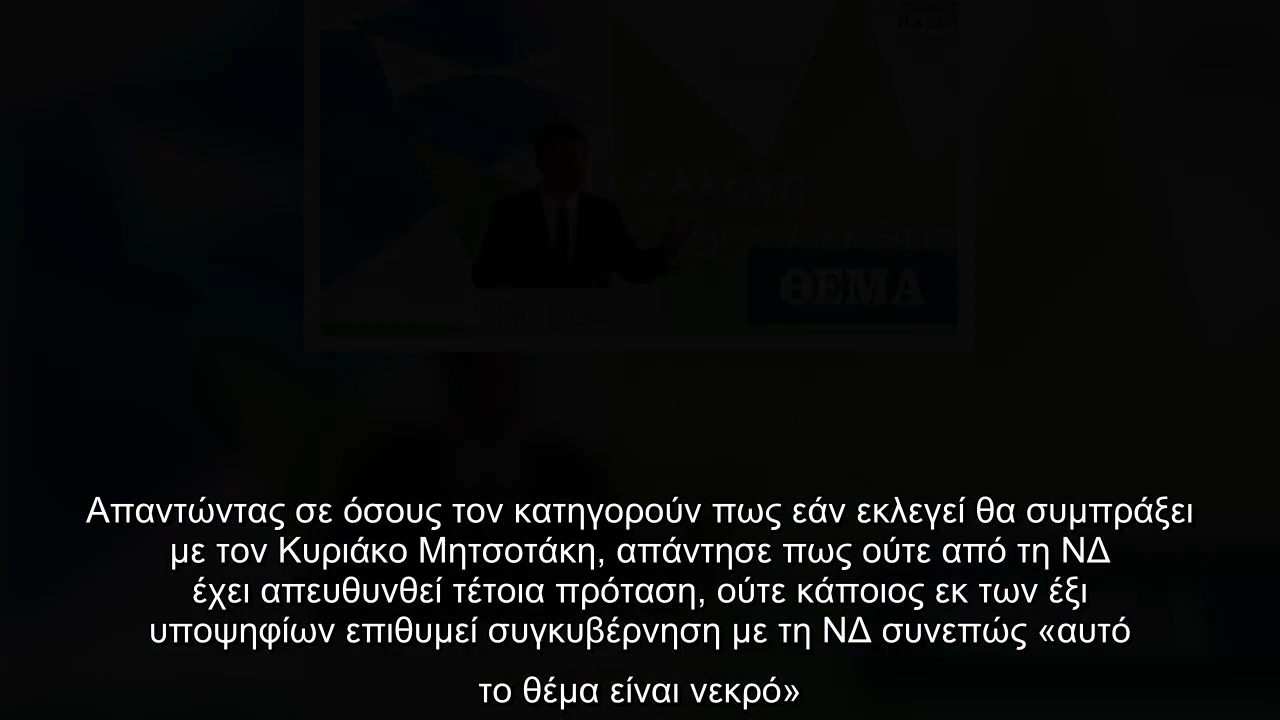 Αλλαγή
ΘΕΜΑ
Απαντώντας σε όσους τον κατηγορούν πως εάν εκλεγεί θα συμπράξει
με τον Κυριάκο Μητσοτάκη, απάντησε πως ούτε από τη ΝΔ
έχει απευθυνθεί τέτοια πρόταση, ούτε κάποιος εκ των έξι
υποψηφίων επιθυμεί συγκυβέρνηση με τη ΝΔ συνεπώς «αυτό
το θέμα είναι νεκρό»